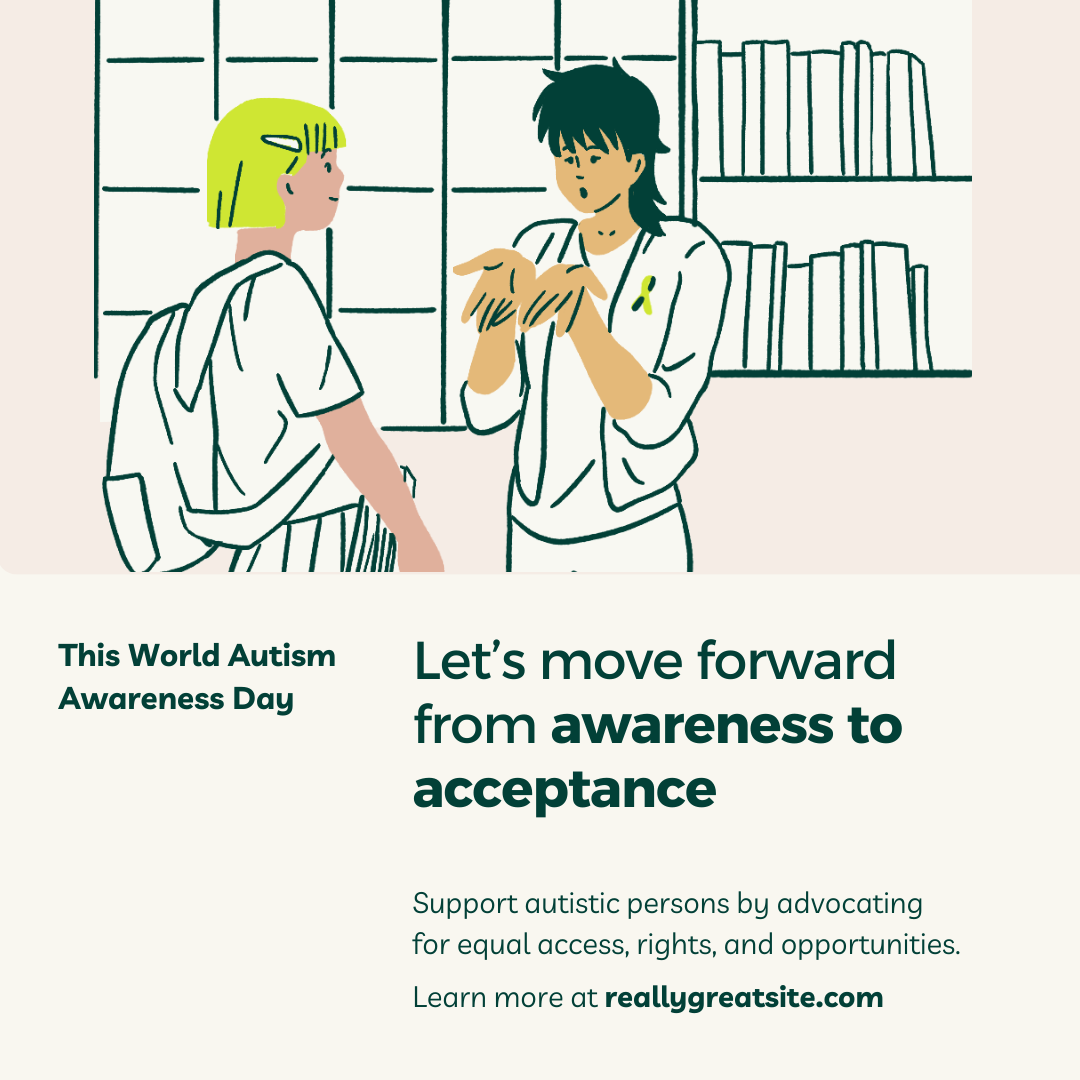 This World Autism
Awareness Day
Let’s move forward
from awareness to
acceptance
Support autistic persons by advocating
for equal access, rights, and opportunities.
Learn more at reallygreatsite.com